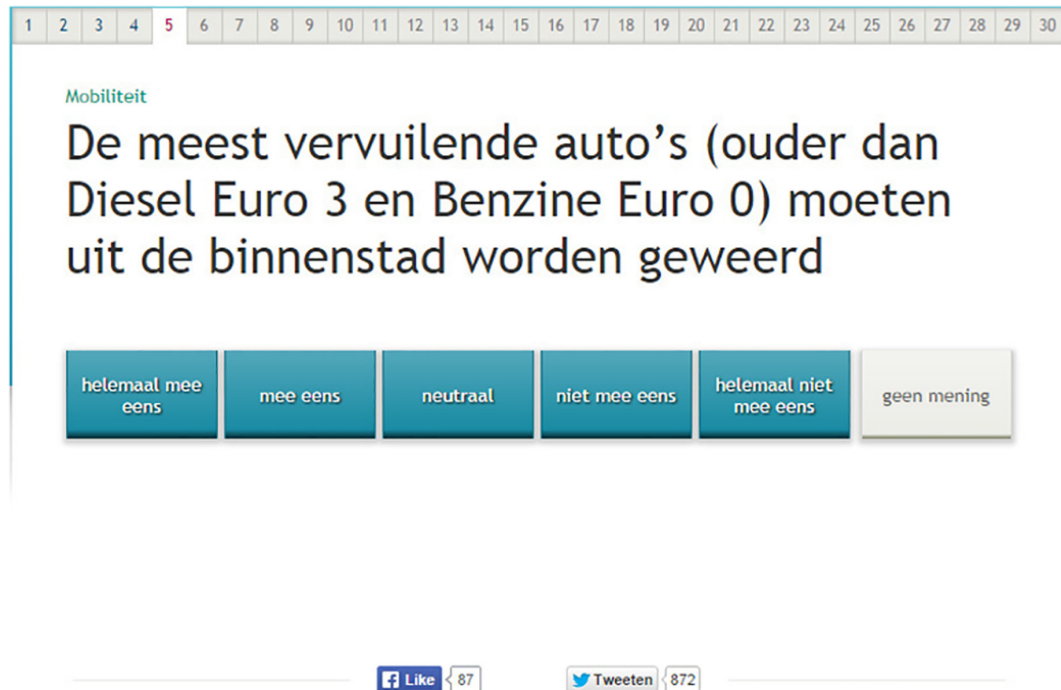 1 2 3 4 5 6 7 8 9 10 11 12 13 14 15 16 17 18 19 20 21 22 23 24 25 26 27 28 29 30
Mobiliteit
De meest vervuilende auto’s (ouder dan
Diesel Euro 3 en Benzine Euro 0) moeten
uit de binnenstad worden geweerd
helemaal mee
eens
mee eens
neutraal
niet mee eens
helemaal niet
mee eens
geen mening
Like 87
Tweeten 872